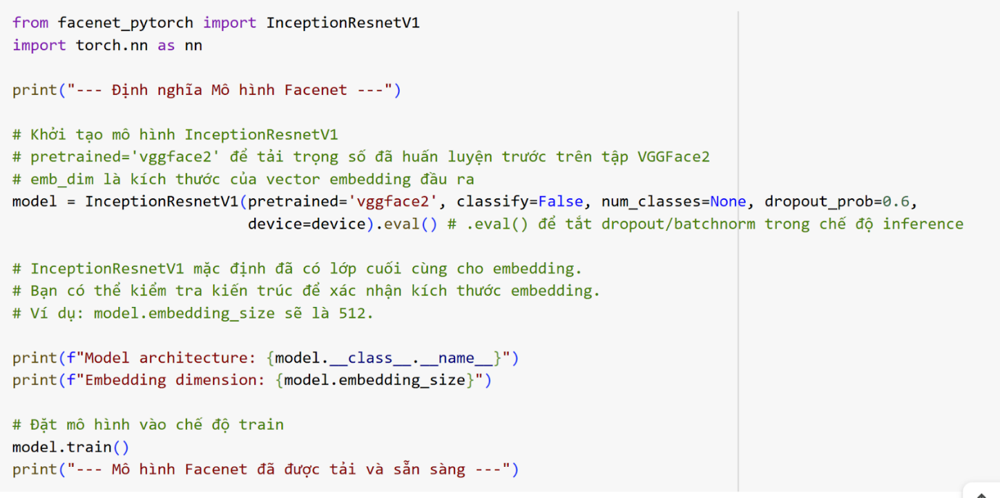 from facenet_pytorch import InceptionResnetV1
import torch.nn as nn
print("--- Định nghĩa Mô hình Facenet ---")
# Khởi tạo mô hình InceptionResnetV1
# pretrained='vggface2' để tải trọng số đã huấn luyện trước trên tập VGGFace2
# emb_dim là kích thước của vector embedding đầu ra
model = InceptionResnetV1(pretrained='vggface2', classify=False, num_classes=None, dropout_prob=0.6,
                          device=device).eval() # .eval() để tắt dropout/batchnorm trong chế độ inference
# InceptionResnetV1 mặc định đã có lớp cuối cùng cho embedding.
# Bạn có thể kiểm tra kiến trúc để xác nhận kích thước embedding.
# Ví dụ: model.embedding_size sẽ là 512.
print(f"Model architecture: {model.__class__.__name__}")
print(f"Embedding dimension: {model.embedding_size}")
# Đặt mô hình vào chế độ train
model.train()
print("--- Mô hình Facenet đã được tải và sẵn sàng ---")